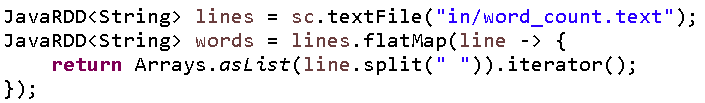 JavaRDD<String> lines = sc.textFile("in/word_count.text");
JavaRDD<String> words = lines.flatMap(line -> {
    return Arrays.asList(line.split(" ")).iterator();
});